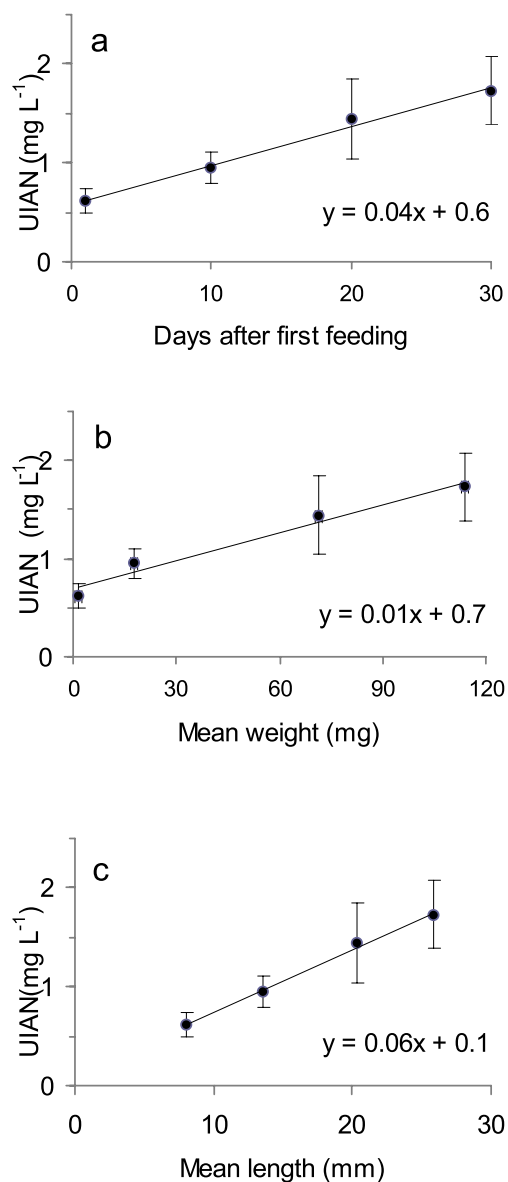 a
UIAN (mg L-1)
2
1
0
y = 0.04x + 0.6
0 10 20 30
Days after first feeding
b
UIAN (mg L-1)
2
1
0
y = 0.01x + 0.7
0 30 60 90 120
Mean weight (mg)
c
UIAN(mg L-1)
2
1
0
y = 0.06x + 0.1
0 10 20 30
Mean length (mm)